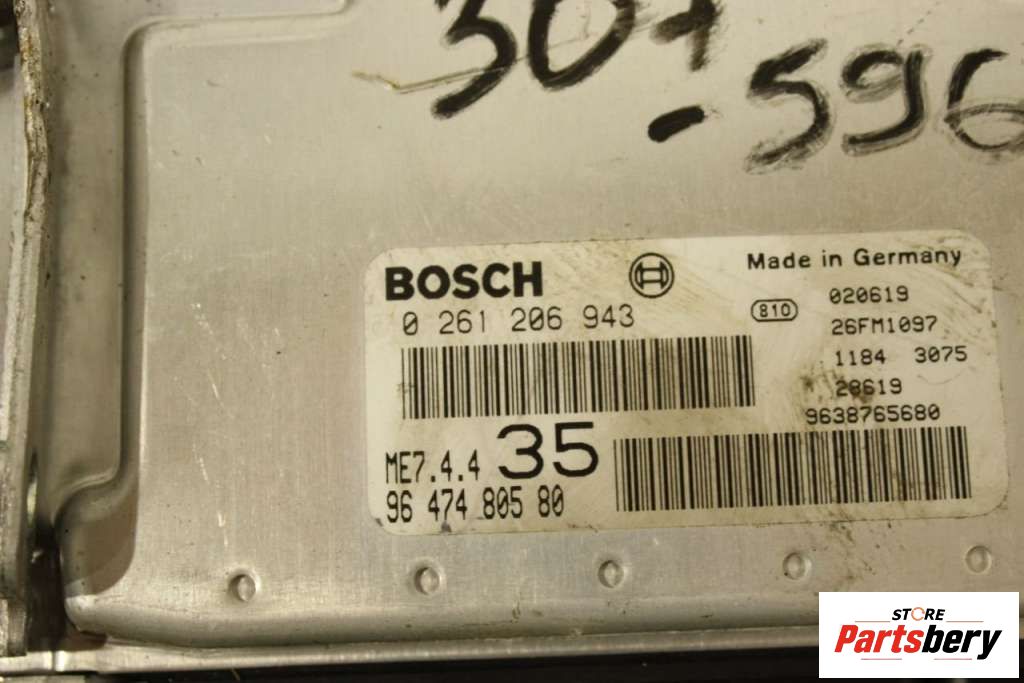 307
-596
BOSCH
Made in Germany
0 261 206 943
810
020619
26FM1097
1184 3075
28619
9638765680
ME7.4.4 35
96 474 805 80
STORE
Partsbery